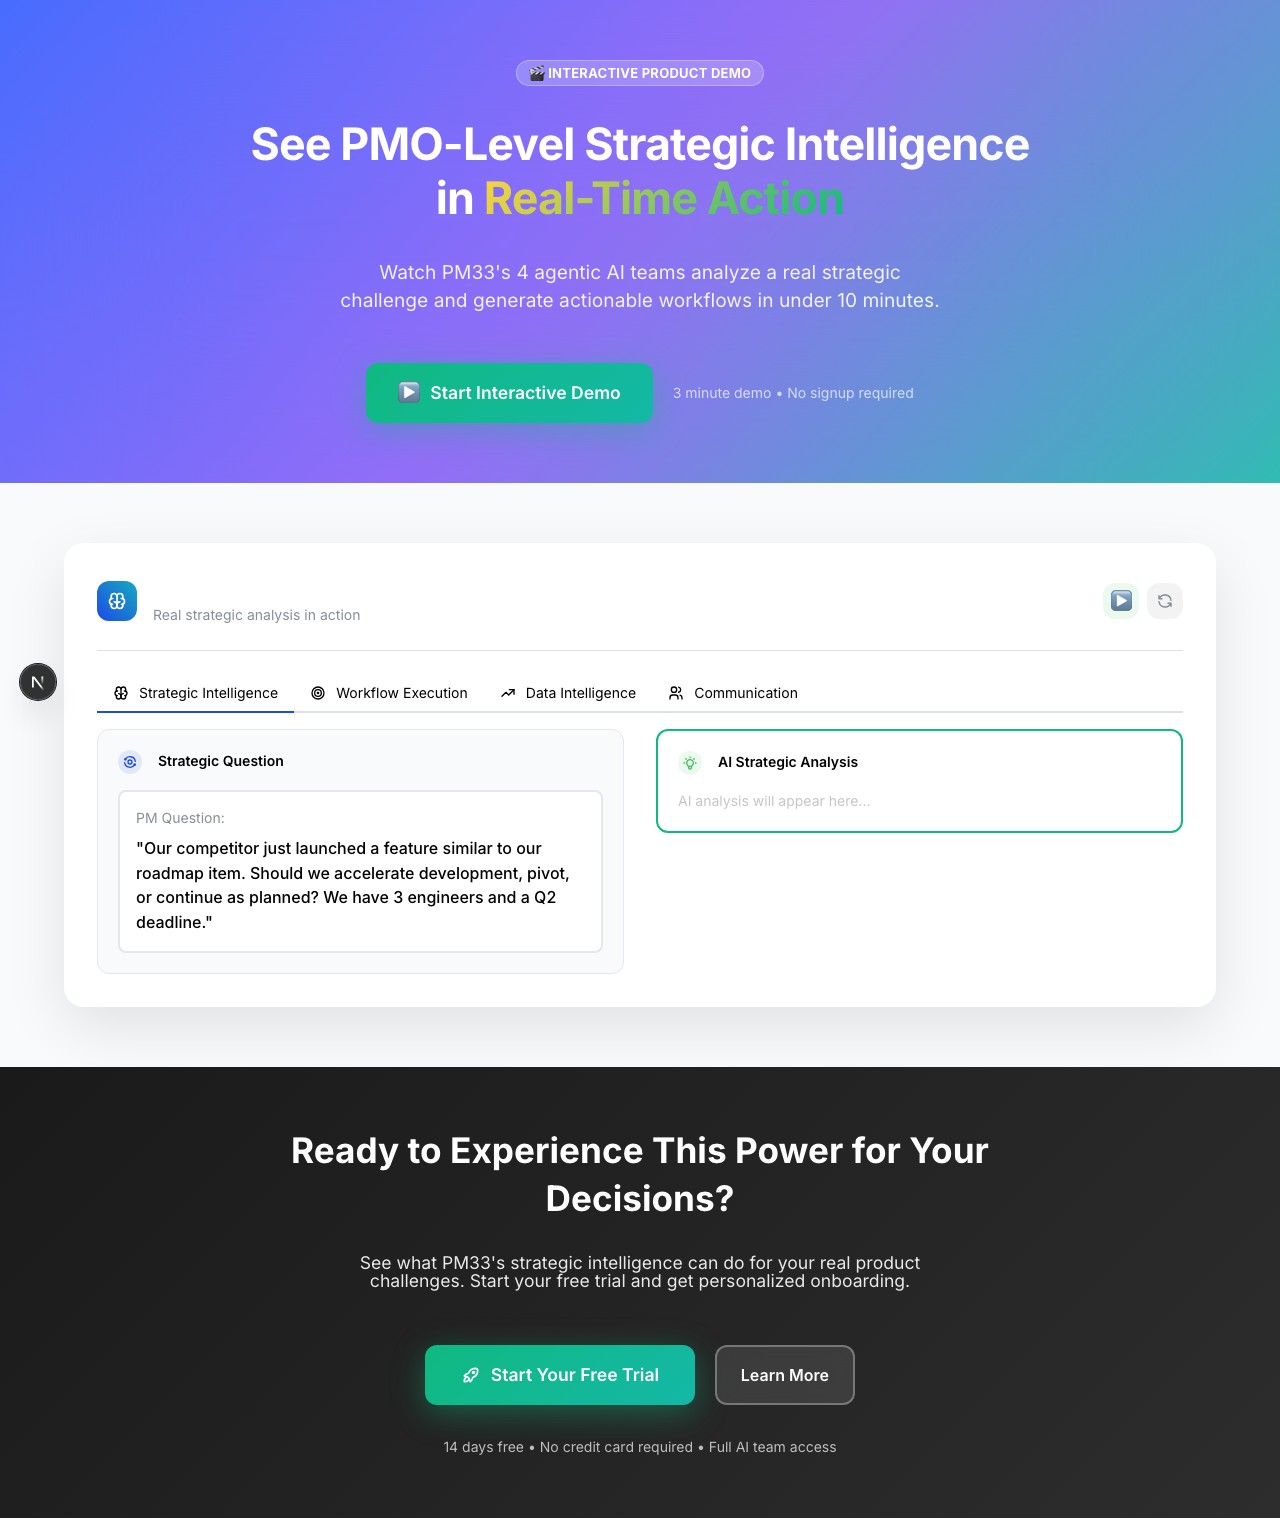 🎬 INTERACTIVE PRODUCT DEMO
See PMO-Level Strategic Intelligence
in Real-Time Action
Watch PM33's 4 agentic AI teams analyze a real strategic
challenge and generate actionable workflows in under 10 minutes.
▶️ Start Interactive Demo
3 minute demo • No signup required
Real strategic analysis in action
N
Strategic Intelligence
Workflow Execution
Data Intelligence
Communication
Strategic Question
PM Question:
"Our competitor just launched a feature similar to our
roadmap item. Should we accelerate development, pivot,
or continue as planned? We have 3 engineers and a Q2
deadline."
AI Strategic Analysis
AI analysis will appear here...
Ready to Experience This Power for Your
Decisions?
See what PM33's strategic intelligence can do for your real product
challenges. Start your free trial and get personalized onboarding.
Start Your Free Trial
Learn More
14 days free • No credit card required • Full AI team access